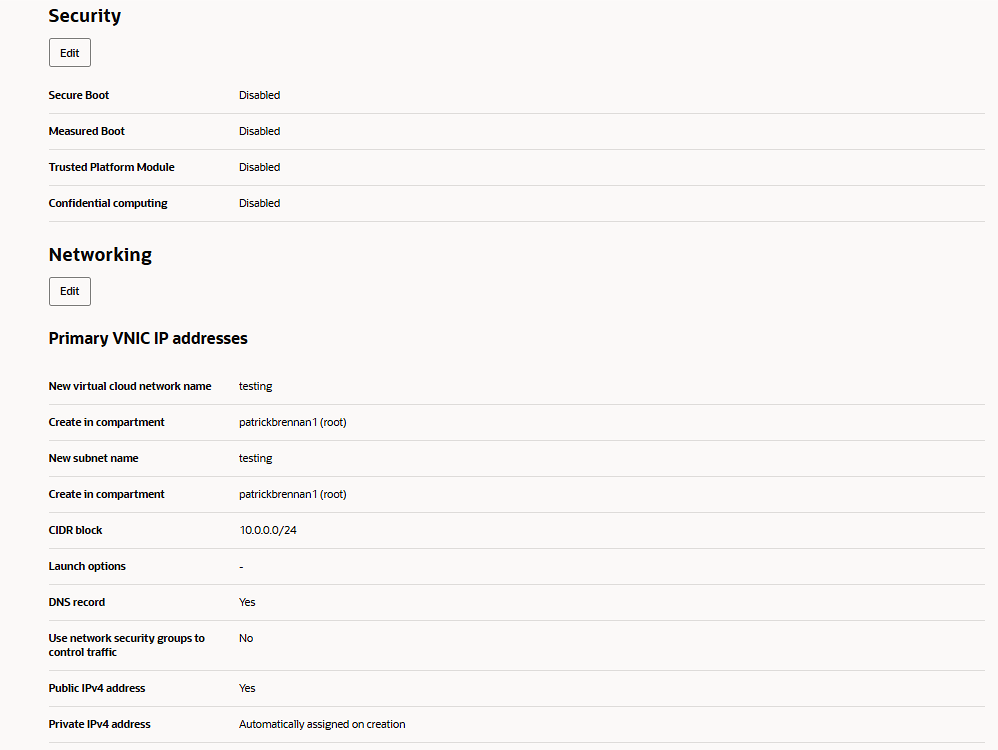 Security
Edit
Secure Boot Disabled
Measured Boot Disabled
Trusted Platform Module Disabled
Confidential computing Disabled
Networking
Edit
Primary VNIC IP addresses
New virtual cloud network name testing
Create in compartment patrickbrennan1 (root)
New subnet name testing
Create in compartment patrickbrennan1 (root)
CIDR block 10.0.0.0/24
Launch options -
DNS record Yes
Use network security groups to No
control traffic
Public IPv4 address Yes
Private IPv4 address Automatically assigned on creation